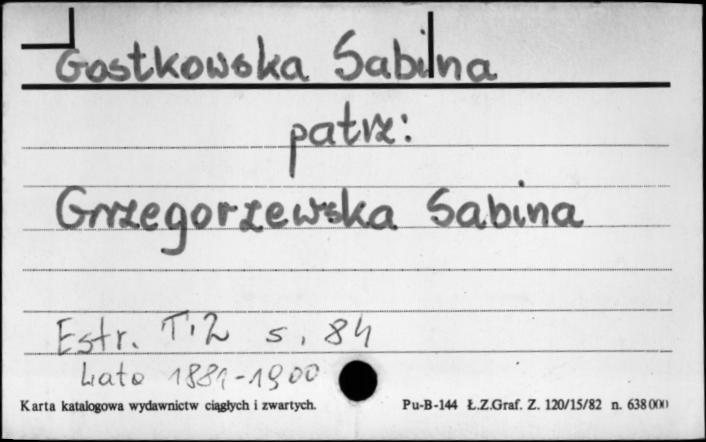 Gostkowska Sabina
patrz:
Grzegorzewska Sabina
Estr. T.2 s. 84
Lata 1881-1900
Karta katalogowa wydawnictw ciągłych i zwartych. Pu-B-144 Ł.Z.Graf. Z. 120/15/82 n. 638000